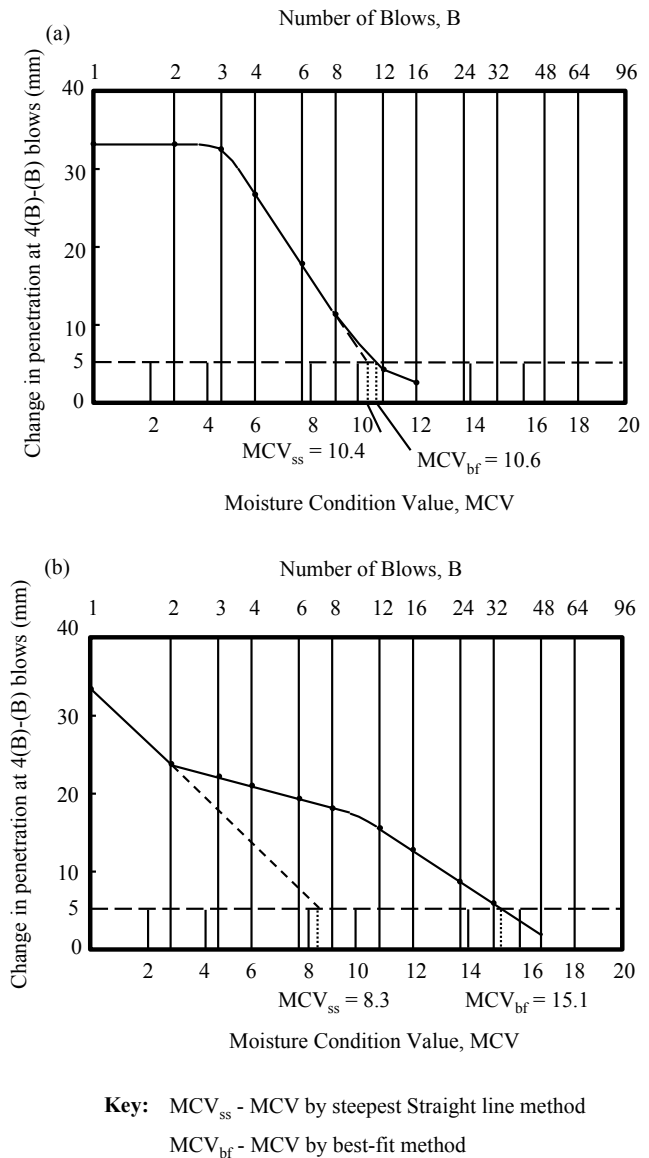 (a)
Number of Blows, B
1 2 3 4 6 8 12 16 24 32 48 64 96
Change in penetration at 4(B)-(B) blows (mm)
40
30
20
10
5
0
2 4 6 8 10 12 14 16 18 20
MCVss = 10.4
MCVbf = 10.6
Moisture Condition Value, MCV
(b)
Number of Blows, B
1 2 3 4 6 8 12 16 24 32 48 64 96
Change in penetration at 4(B)-(B) blows (mm)
40
30
20
10
5
0
2 4 6 8 10 12 14 16 18 20
MCVss = 8.3 MCVbf = 15.1
Moisture Condition Value, MCV
Key: MCVss - MCV by steepest Straight line method
MCVbf - MCV by best-fit method